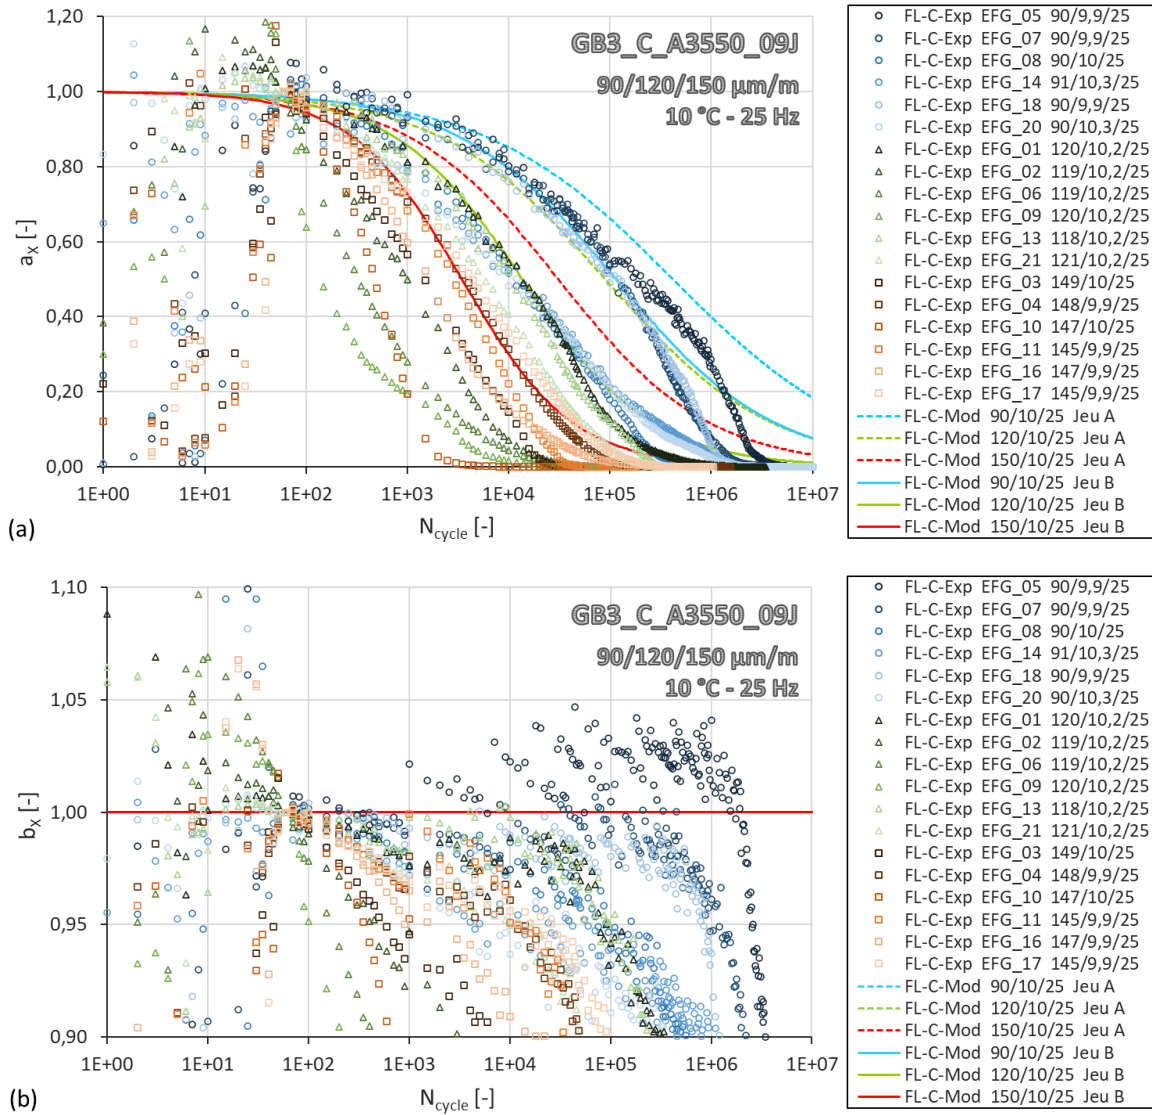 1,20
1,00
0,80
0,60
0,40
0,20
0,00
a_x [-]
GB3_C_A3550_09J
90/120/150 µm/m
10 °C - 25 Hz
1E+00 1E+01 1E+02 1E+03 1E+04 1E+05 1E+06 1E+07
N_cycle [-]
(a)
FL-C-Exp EFG_05 90/9,9/25
FL-C-Exp EFG_07 90/9,9/25
FL-C-Exp EFG_08 90/10/25
FL-C-Exp EFG_14 91/10,3/25
FL-C-Exp EFG_18 90/9,9/25
FL-C-Exp EFG_20 90/10,3/25
FL-C-Exp EFG_01 120/10,2/25
FL-C-Exp EFG_02 119/10,2/25
FL-C-Exp EFG_06 119/10,2/25
FL-C-Exp EFG_09 120/10,2/25
FL-C-Exp EFG_13 118/10,2/25
FL-C-Exp EFG_21 121/10,2/25
FL-C-Exp EFG_03 149/10/25
FL-C-Exp EFG_04 148/9,9/25
FL-C-Exp EFG_10 147/10/25
FL-C-Exp EFG_11 145/9,9/25
FL-C-Exp EFG_16 147/9,9/25
FL-C-Exp EFG_17 145/9,9/25
FL-C-Mod 90/10/25 Jeu A
FL-C-Mod 120/10/25 Jeu A
FL-C-Mod 150/10/25 Jeu A
FL-C-Mod 90/10/25 Jeu B
FL-C-Mod 120/10/25 Jeu B
FL-C-Mod 150/10/25 Jeu B
1,10
1,05
1,00
0,95
0,90
b_x [-]
GB3_C_A3550_09J
90/120/150 µm/m
10 °C - 25 Hz
1E+00 1E+01 1E+02 1E+03 1E+04 1E+05 1E+06 1E+07
N_cycle [-]
(b)
FL-C-Exp EFG_05 90/9,9/25
FL-C-Exp EFG_07 90/9,9/25
FL-C-Exp EFG_08 90/10/25
FL-C-Exp EFG_14 91/10,3/25
FL-C-Exp EFG_18 90/9,9/25
FL-C-Exp EFG_20 90/10,3/25
FL-C-Exp EFG_01 120/10,2/25
FL-C-Exp EFG_02 119/10,2/25
FL-C-Exp EFG_06 119/10,2/25
FL-C-Exp EFG_09 120/10,2/25
FL-C-Exp EFG_13 118/10,2/25
FL-C-Exp EFG_21 121/10,2/25
FL-C-Exp EFG_03 149/10/25
FL-C-Exp EFG_04 148/9,9/25
FL-C-Exp EFG_10 147/10/25
FL-C-Exp EFG_11 145/9,9/25
FL-C-Exp EFG_16 147/9,9/25
FL-C-Exp EFG_17 145/9,9/25
FL-C-Mod 90/10/25 Jeu A
FL-C-Mod 120/10/25 Jeu A
FL-C-Mod 150/10/25 Jeu A
FL-C-Mod 90/10/25 Jeu B
FL-C-Mod 120/10/25 Jeu B
FL-C-Mod 150/10/25 Jeu B